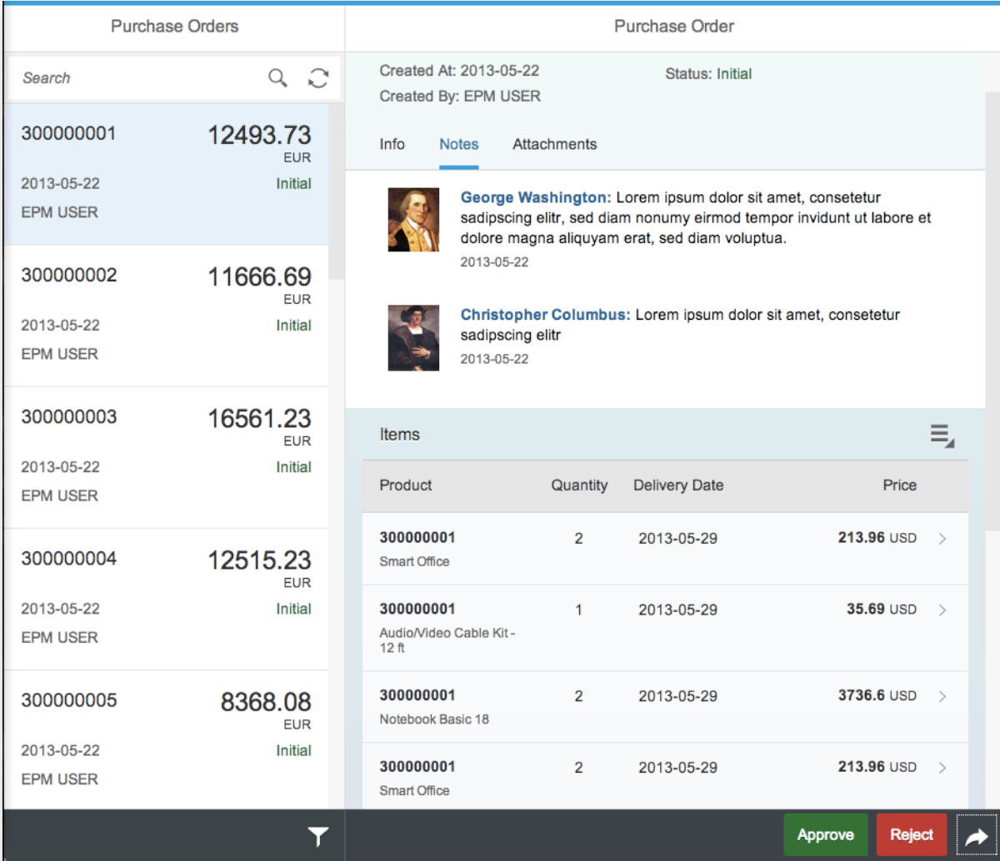 Purchase Orders
Search
300000001 12493.73
EUR
2013-05-22 Initial
EPM USER
300000002 11666.69
EUR
2013-05-22 Initial
EPM USER
300000003 16561.23
EUR
2013-05-22 Initial
EPM USER
300000004 12515.23
EUR
2013-05-22 Initial
EPM USER
300000005 8368.08
EUR
2013-05-22 Initial
EPM USER
Purchase Order
Created At: 2013-05-22 Status: Initial
Created By: EPM USER
Info Notes Attachments
George Washington: Lorem ipsum dolor sit amet, consetetur
sadipscing elitr, sed diam nonumy eirmod tempor invidunt ut labore et
dolore magna aliquyam erat, sed diam voluptua.
2013-05-22
Christopher Columbus: Lorem ipsum dolor sit amet, consetetur
sadipscing elitr
2013-05-22
Items
Product Quantity Delivery Date Price
300000001 2 2013-05-29 213.96 USD
Smart Office
300000001 1 2013-05-29 35.69 USD
Audio/Video Cable Kit -
12 ft
300000001 2 2013-05-29 3736.6 USD
Notebook Basic 18
300000001 2 2013-05-29 213.96 USD
Smart Office
Approve Reject